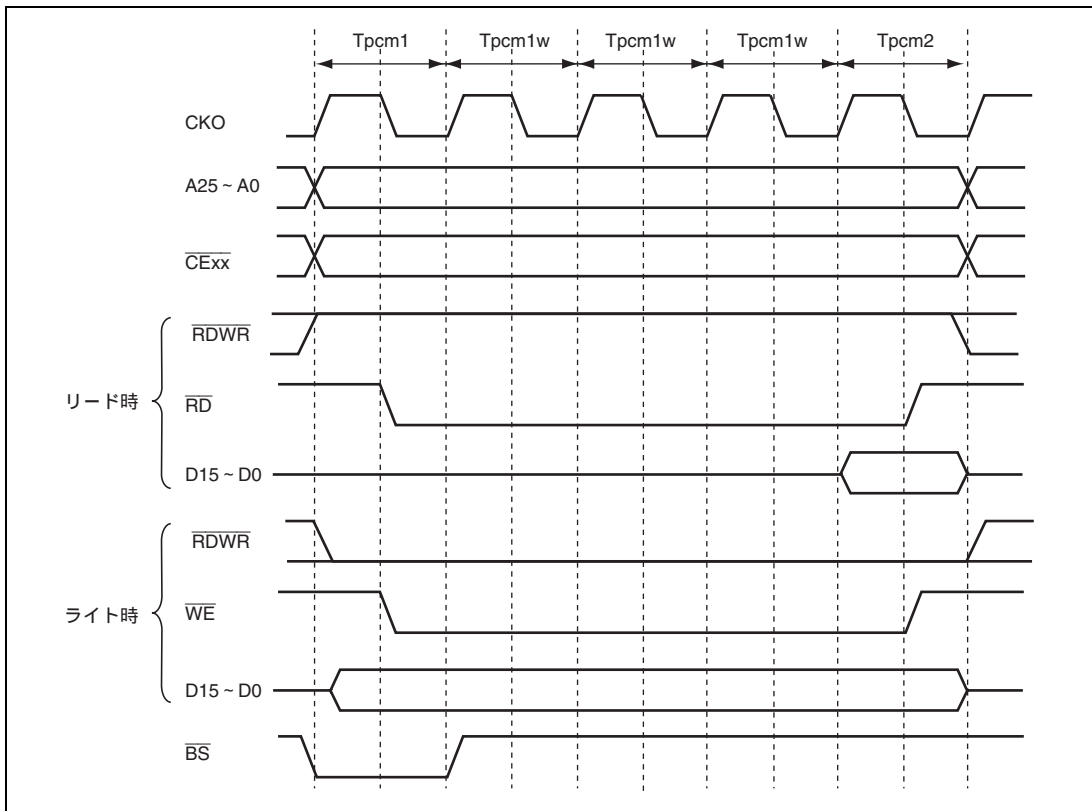 Tpcm1 Tpcm1w Tpcm1w Tpcm1w Tpcm2
CKO
A25 ~ A0
CExx
RDWR
リード時
RD
D15 ~ D0
RDWR
ライト時
WE
D15 ~ D0
BS